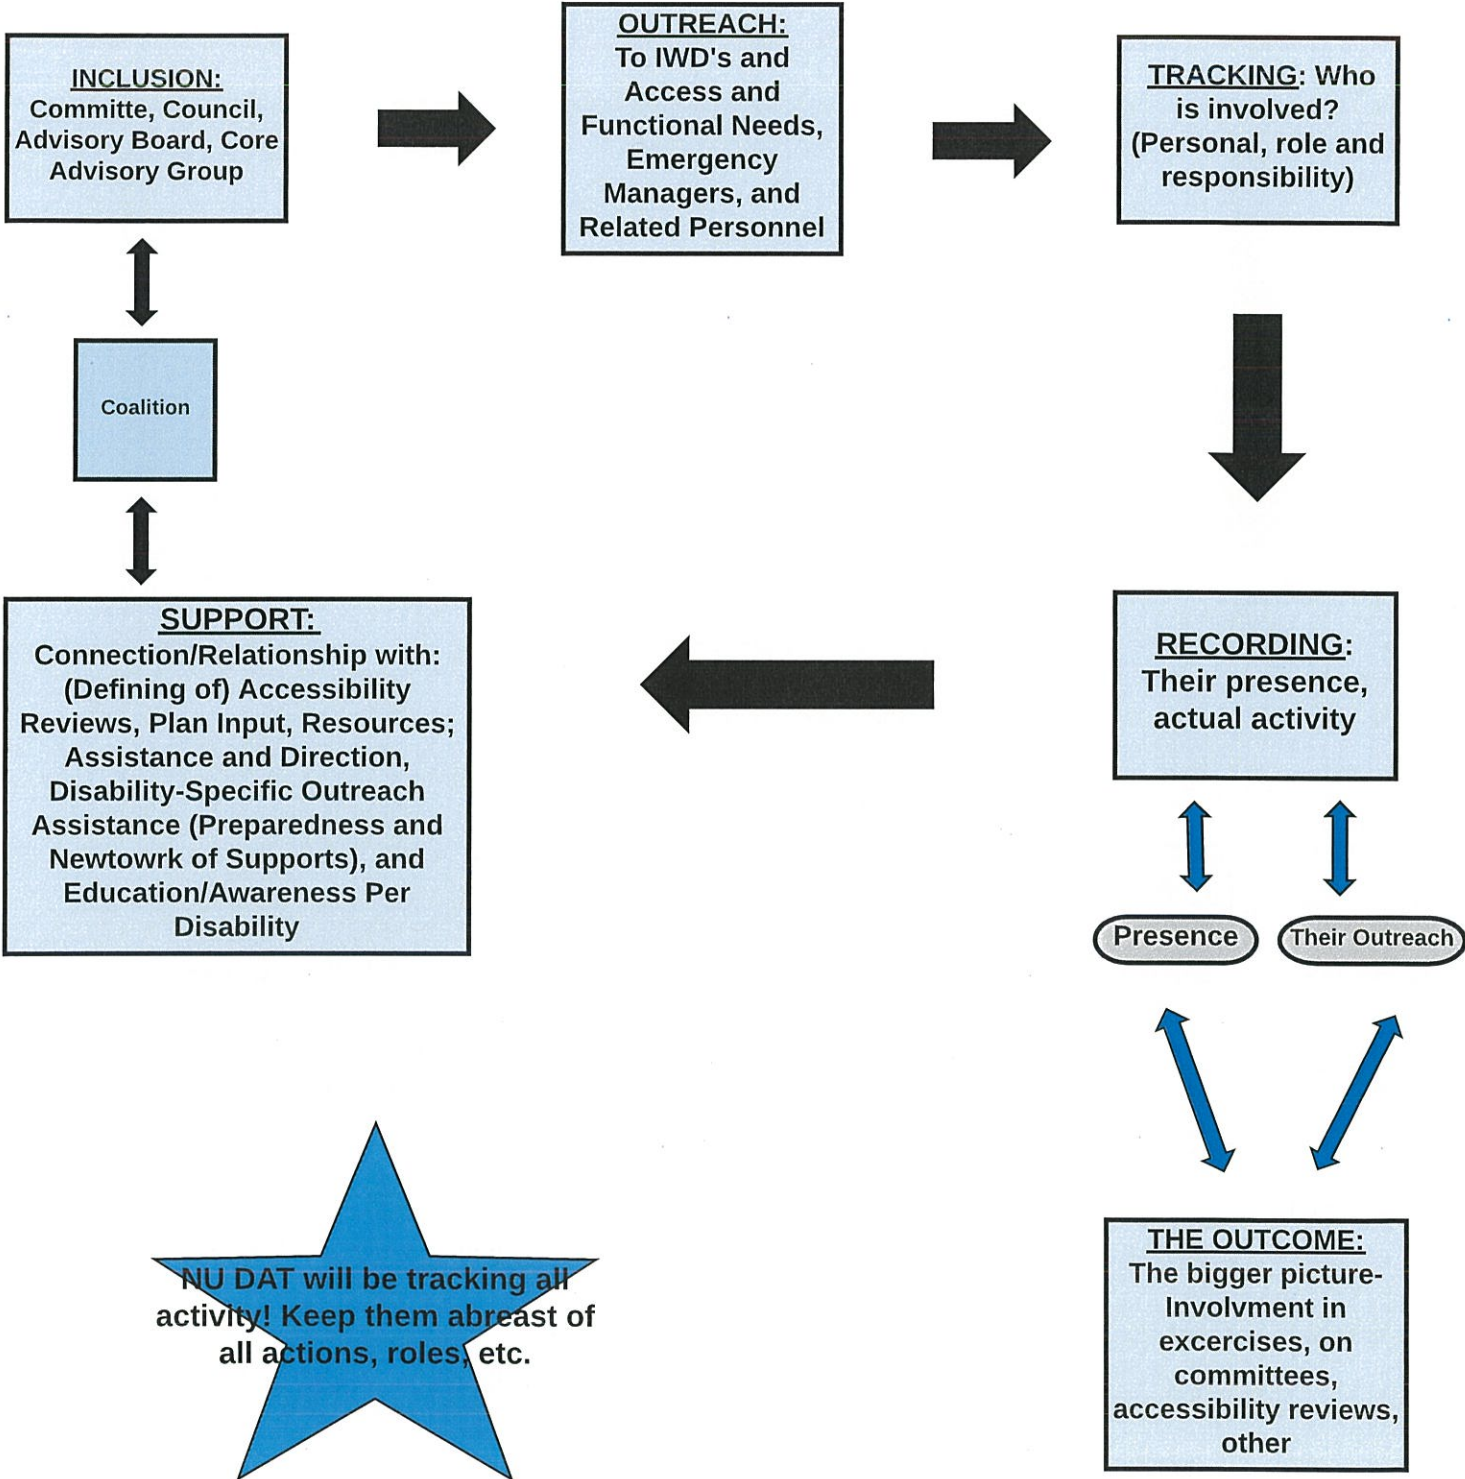 INCLUSION:
Committe, Council,
Advisory Board, Core
Advisory Group
OUTREACH:
To IWD's and
Access and
Functional Needs,
Emergency
Managers, and
Related Personnel
TRACKING: Who
is involved?
(Personal, role and
responsibility)
Coalition
SUPPORT:
Connection/Relationship with:
(Defining of) Accessibility
Reviews, Plan Input, Resources;
Assistance and Direction,
Disability-Specific Outreach
Assistance (Preparedness and
Newtowrk of Supports), and
Education/Awareness Per
Disability
RECORDING:
Their presence,
actual activity
Presence
Their Outreach
THE OUTCOME:
The bigger picture-
Involvment in
excercises, on
committees,
accessibility reviews,
other
NU DAT will be tracking all
activity! Keep them abreast of
all actions, roles, etc.